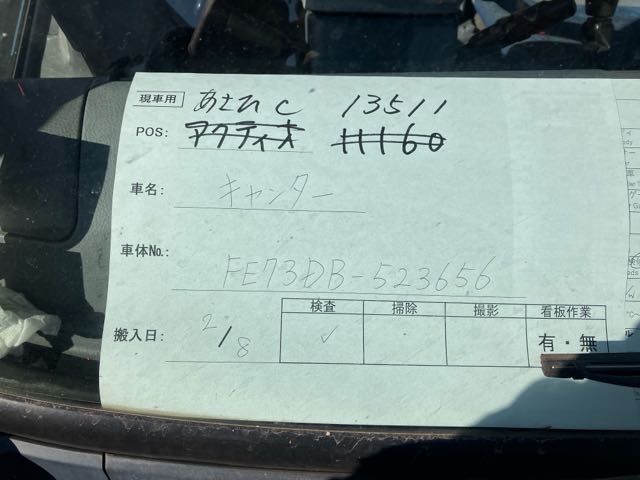 現車用 あさひC 13511
POS: アクティオ 11160
車名: キャンター
車体No.: FE73DB-523656
検査 掃除 撮影 看板作業
搬入日: 2/8 ✓ 有・無